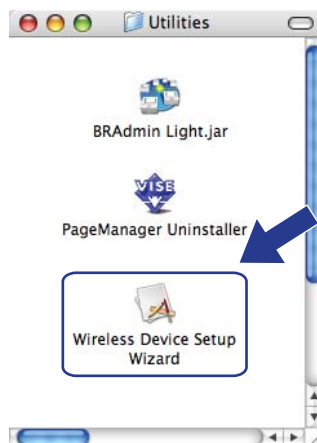 Utilities
BRAdmin Light.jar
VISE
PageManager Uninstaller
Wireless Device Setup
Wizard